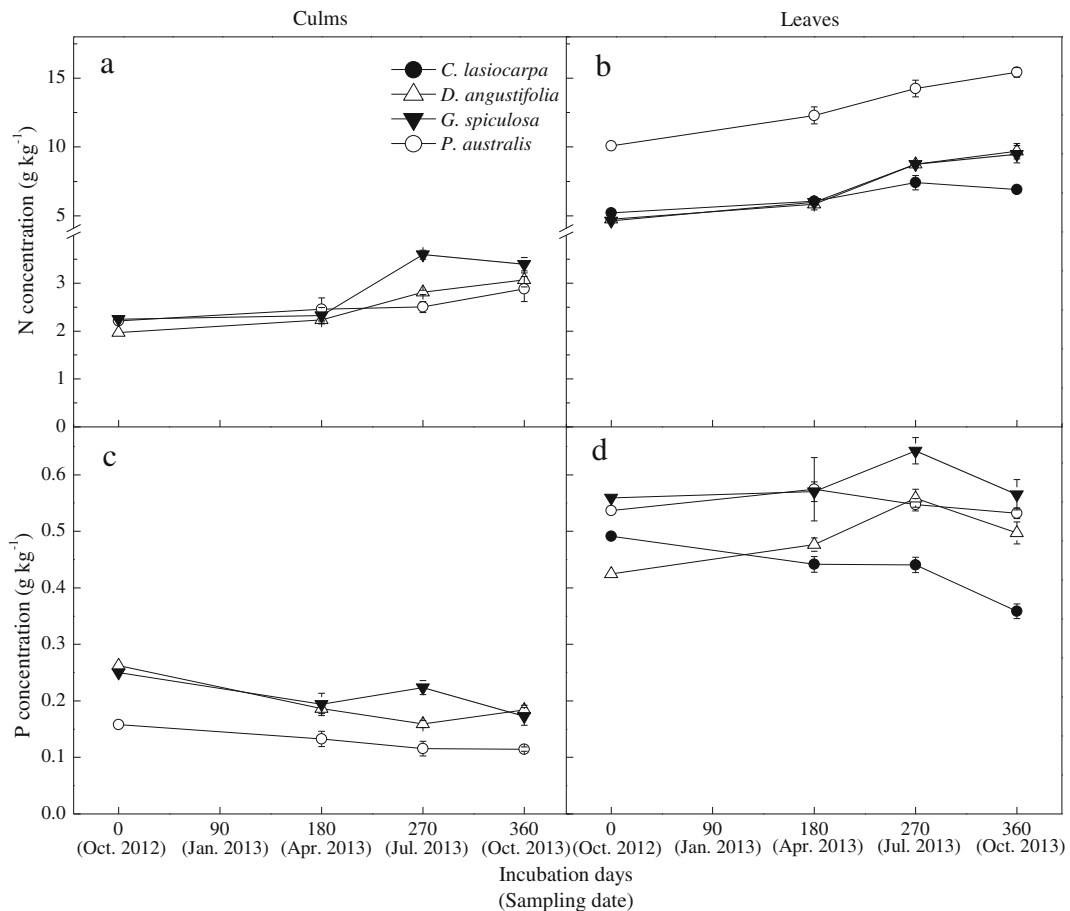 Culms
Leaves
a
b
C. lasiocarpa
D. angustifolia
G. spiculosa
P. australis
N concentration (g kg⁻¹)
15
10
5
3
2
1
0
c
d
P concentration (g kg⁻¹)
0.6
0.5
0.4
0.3
0.2
0.1
0.0
0 90 180 270 360 0 90 180 270 360
(Oct. 2012) (Jan. 2013) (Apr. 2013) (Jul. 2013) (Oct. 2013) (Oct. 2012) (Jan. 2013) (Apr. 2013) (Jul. 2013) (Oct. 2013)
Incubation days
(Sampling date)